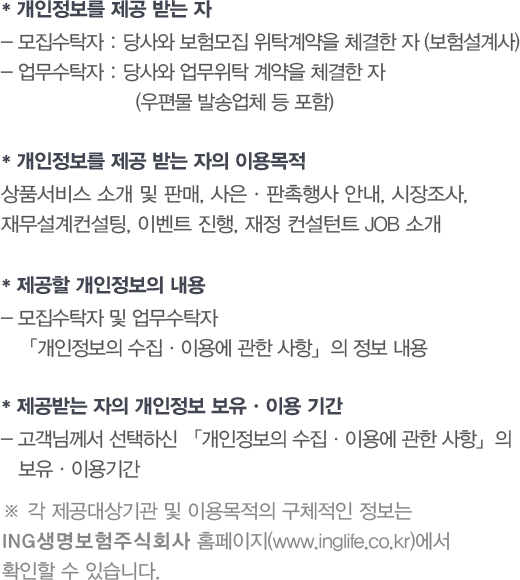 * 개인정보를 제공 받는 자
– 모집수탁자 : 당사와 보험모집 위탁계약을 체결한 자 (보험설계사)
– 업무수탁자 : 당사와 업무위탁 계약을 체결한 자
(우편물 발송업체 등 포함)
* 개인정보를 제공 받는 자의 이용목적
상품서비스 소개 및 판매, 사은 · 판촉행사 안내, 시장조사,
재무설계컨설팅, 이벤트 진행, 재정 컨설턴트 JOB 소개
* 제공할 개인정보의 내용
– 모집수탁자 및 업무수탁자
「개인정보의 수집 · 이용에 관한 사항」의 정보 내용
* 제공받는 자의 개인정보 보유 · 이용 기간
– 고객님께서 선택하신 「개인정보의 수집 · 이용에 관한 사항」의
보유 · 이용기간
※ 각 제공대상기관 및 이용목적의 구체적인 정보는
ING생명보험주식회사 홈페이지(www.inglife.co.kr)에서
확인할 수 있습니다.